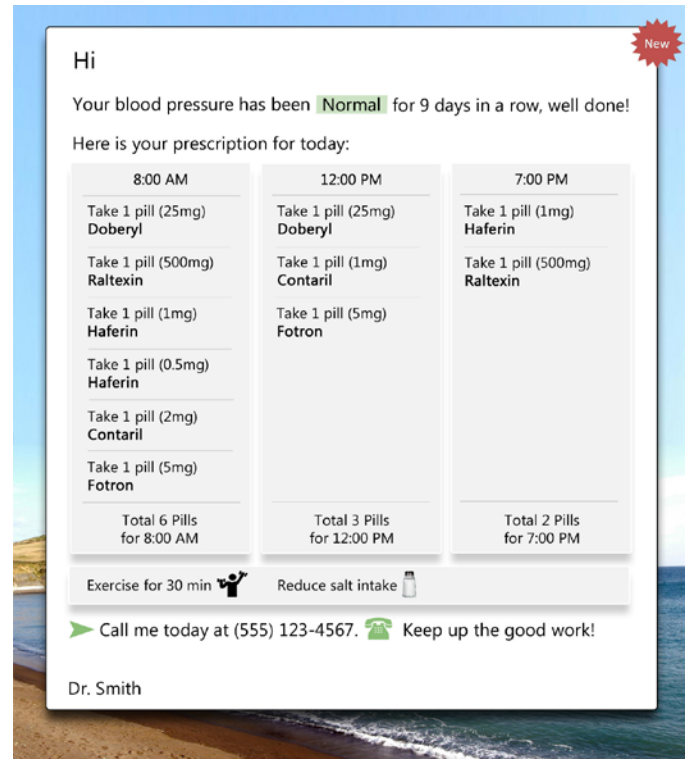 New
Hi
Your blood pressure has been Normal for 9 days in a row, well done!
Here is your prescription for today:
8:00 AM
Take 1 pill (25mg)
Doberyl
Take 1 pill (500mg)
Raltexin
Take 1 pill (1mg)
Haferin
Take 1 pill (0.5mg)
Haferin
Take 1 pill (2mg)
Contaril
Take 1 pill (5mg)
Fotron
Total 6 Pills
for 8:00 AM
12:00 PM
Take 1 pill (25mg)
Doberyl
Take 1 pill (1mg)
Contaril
Take 1 pill (5mg)
Fotron
Total 3 Pills
for 12:00 PM
7:00 PM
Take 1 pill (1mg)
Haferin
Take 1 pill (500mg)
Raltexin
Total 2 Pills
for 7:00 PM
Exercise for 30 min
Reduce salt intake
Call me today at (555) 123-4567. Keep up the good work!
Dr. Smith